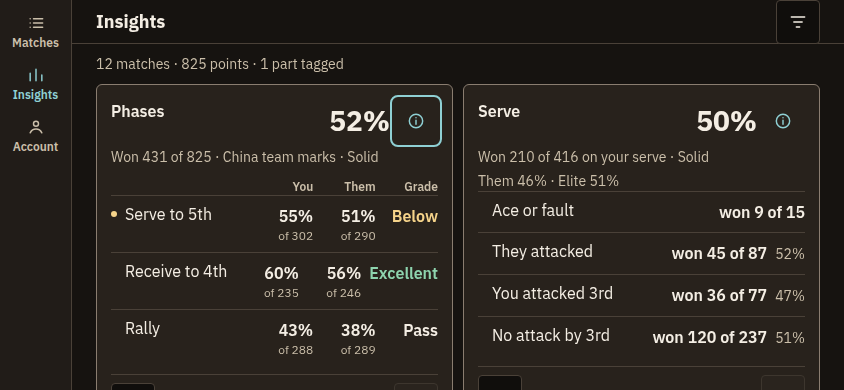 Matches
Insights
Account
Insights
12 matches · 825 points · 1 part tagged
Phases
52%
Won 431 of 825 · China team marks · Solid
You Them Grade
Serve to 5th 55% 51% Below
of 302 of 290
Receive to 4th 60% 56% Excellent
of 235 of 246
Rally 43% 38% Pass
of 288 of 289
Serve
50%
Won 210 of 416 on your serve · Solid
Them 46% · Elite 51%
Ace or fault won 9 of 15
They attacked won 45 of 87 52%
You attacked 3rd won 36 of 77 47%
No attack by 3rd won 120 of 237 51%